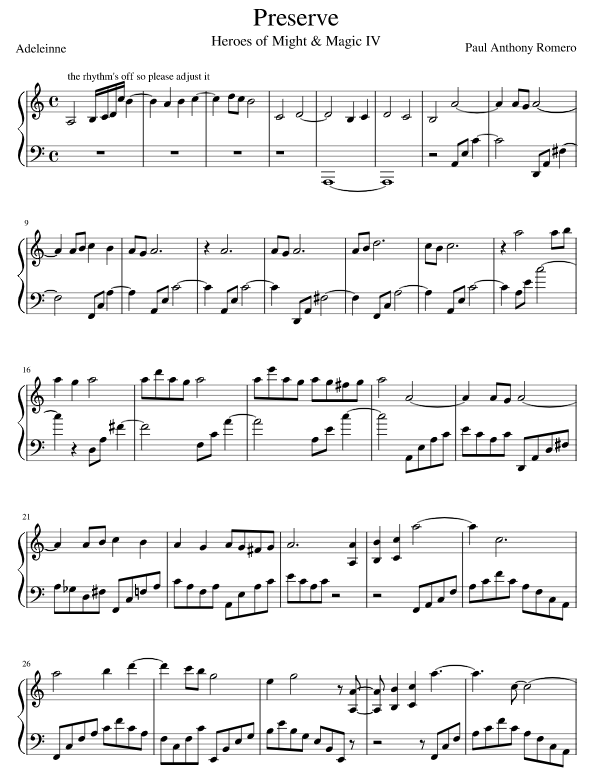 Preserve
Heroes of Might & Magic IV
Adeleinne
Paul Anthony Romero
the rhythm's off so please adjust it
9
16
21
26